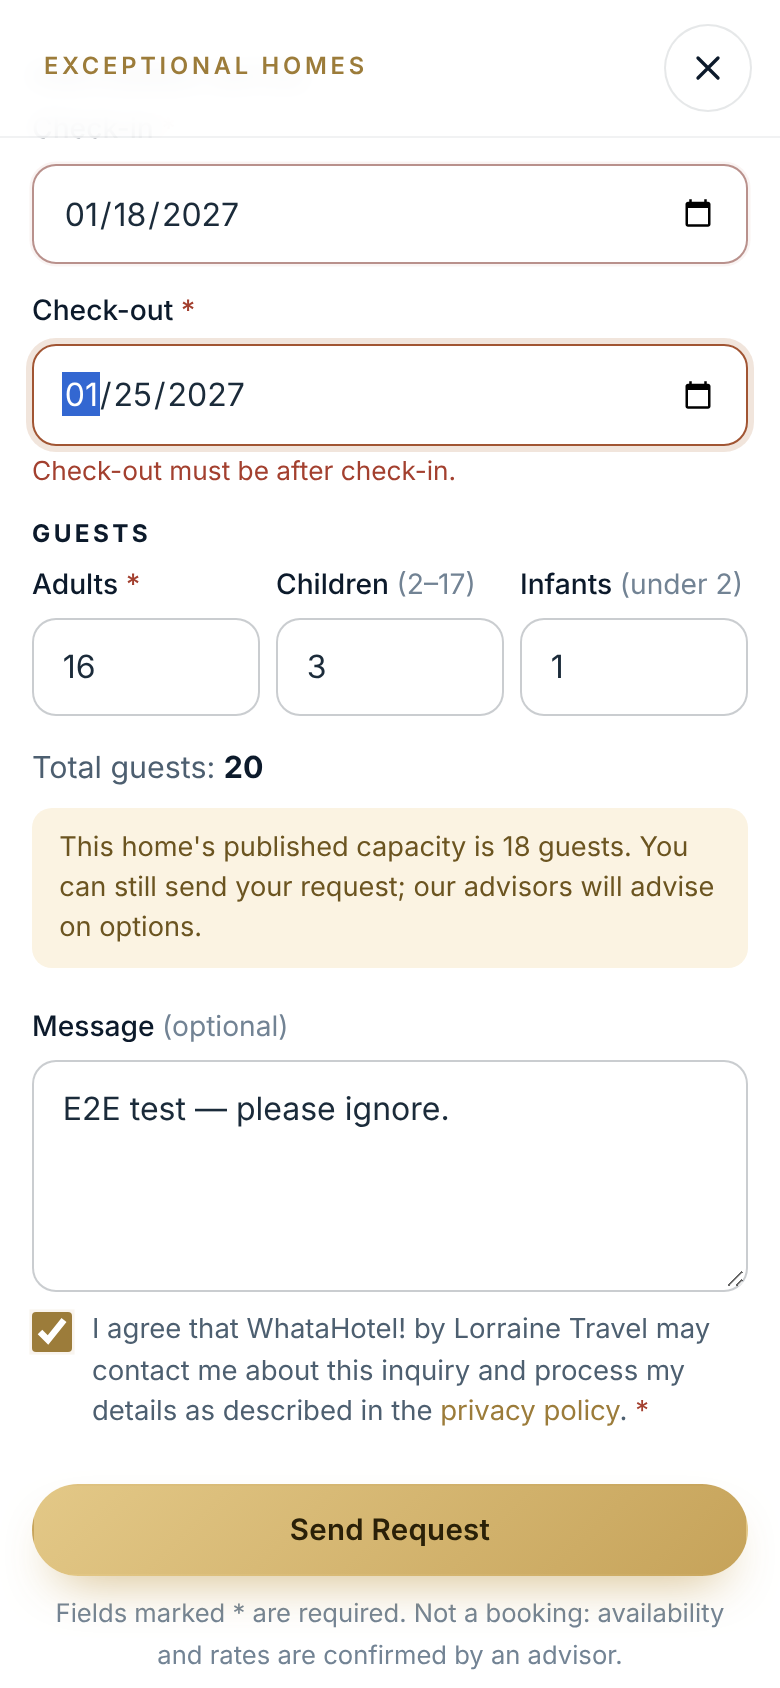 EXCEPTIONAL HOMES
Check-in
01/18/2027
Check-out *
01/25/2027
Check-out must be after check-in.
GUESTS
Adults * Children (2–17) Infants (under 2)
16 3 1
Total guests: 20
This home's published capacity is 18 guests. You
can still send your request; our advisors will advise
on options.
Message (optional)
E2E test — please ignore.
I agree that WhataHotel! by Lorraine Travel may
contact me about this inquiry and process my
details as described in the privacy policy. *
Send Request
Fields marked * are required. Not a booking: availability
and rates are confirmed by an advisor.